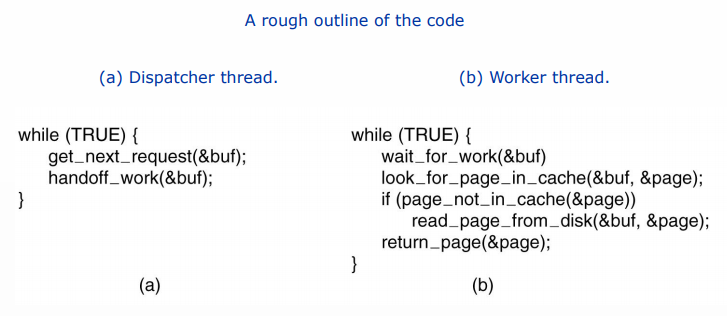 A rough outline of the code
(a) Dispatcher thread.
(b) Worker thread.
while (TRUE) {
get_next_request(&buf);
handoff_work(&buf);
}
(a)
while (TRUE) {
wait_for_work(&buf)
look_for_page_in_cache(&buf, &page);
if (page_not_in_cache(&page))
read_page_from_disk(&buf, &page);
return_page(&page);
}
(b)